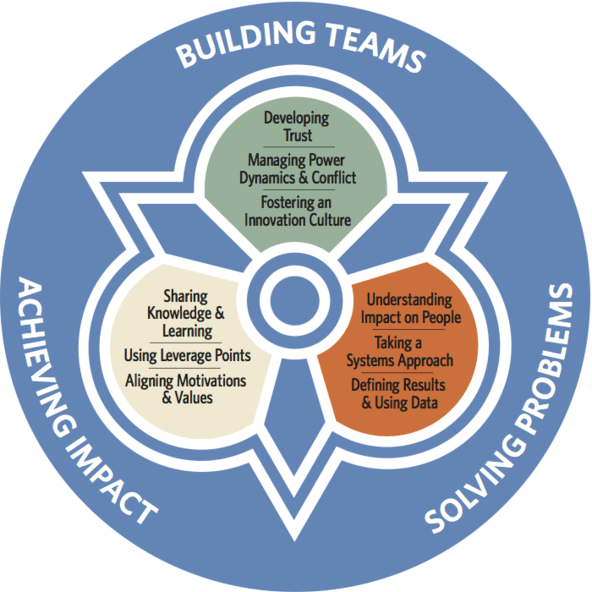 BUILDING TEAMS
Developing
Trust
Managing Power
Dynamics & Conflict
Fostering an
Innovation Culture
ACHIEVING IMPACT
Sharing
Knowledge &
Learning
Using Leverage Points
Aligning Motivations
& Values
Understanding
Impact on People
Taking a
Systems Approach
Defining Results
& Using Data
SOLVING PROBLEMS